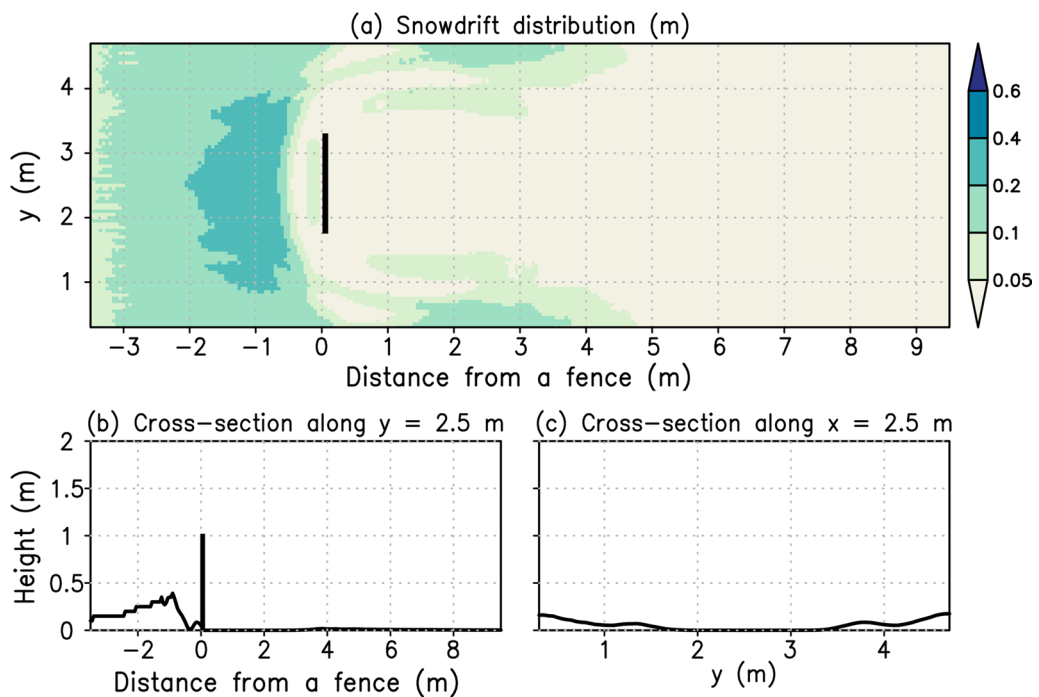 (a) Snowdrift distribution (m)
4
3
2
1
y (m)
−3 −2 −1 0 1 2 3 4 5 6 7 8 9
Distance from a fence (m)
0.6
0.4
0.2
0.1
0.05
(b) Cross−section along y = 2.5 m
2
1.5
1
0.5
0
Height (m)
−2 0 2 4 6 8
Distance from a fence (m)
(c) Cross−section along x = 2.5 m
1 2 3 4
y (m)